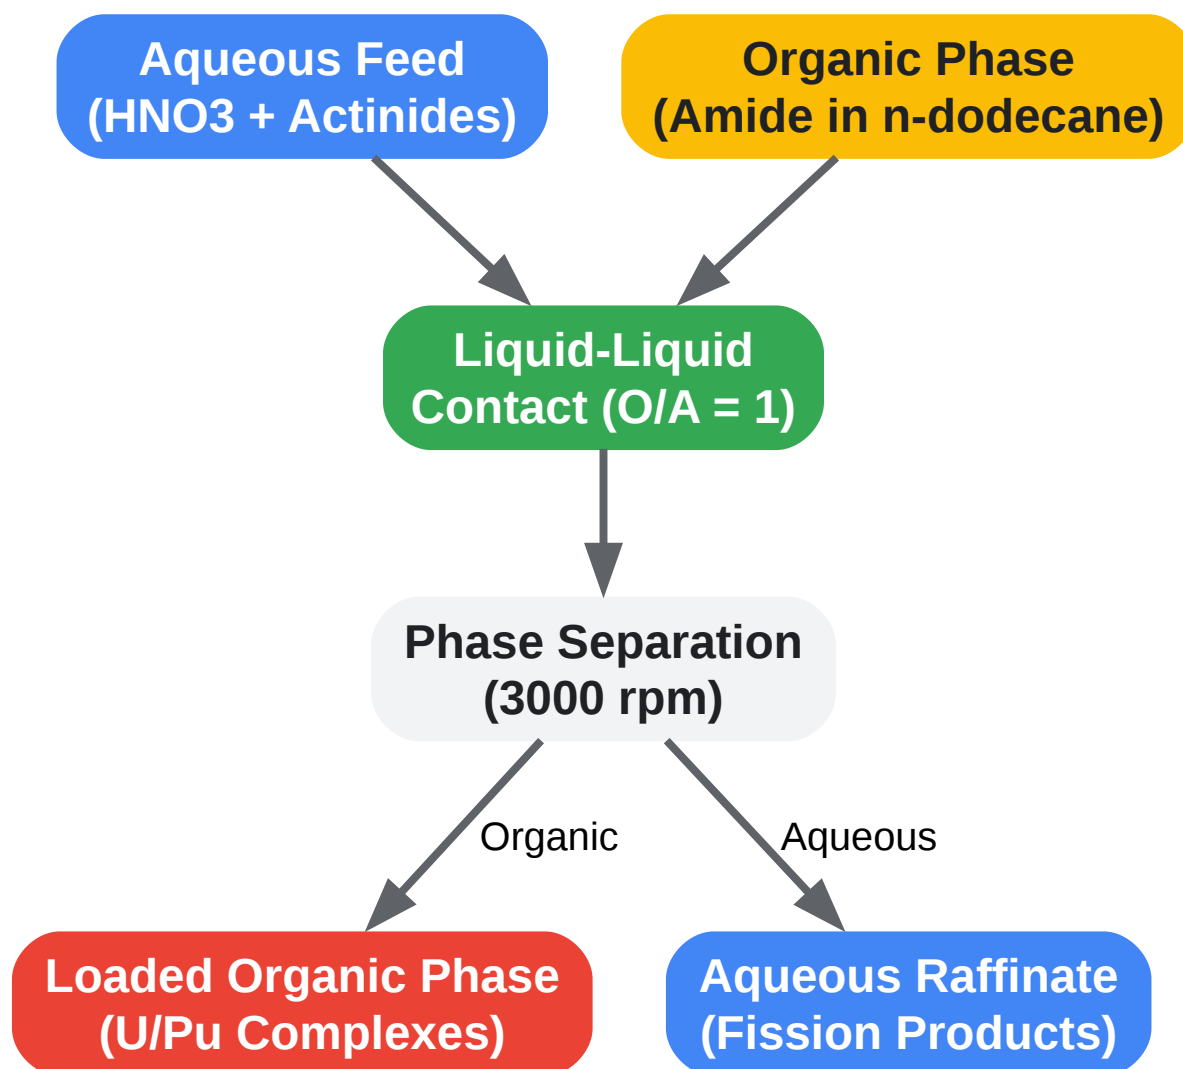 Aqueous Feed
(HNO3 + Actinides)
Organic Phase
(Amide in n-dodecane)
Liquid-Liquid
Contact (O/A = 1)
Phase Separation
(3000 rpm)
Organic
Aqueous
Loaded Organic Phase
(U/Pu Complexes)
Aqueous Raffinate
(Fission Products)